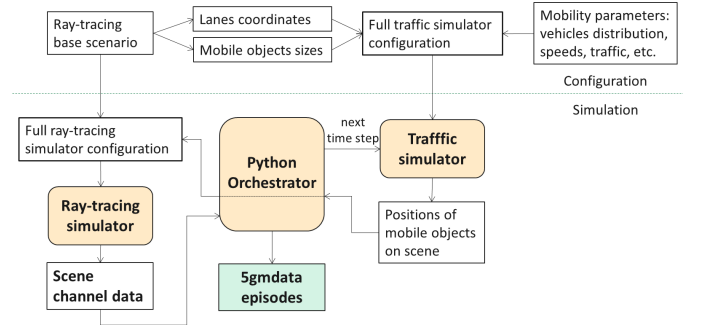 Ray-tracing
base scenario
Lanes coordinates
Mobile objects sizes
Full traffic simulator
configuration
Mobility parameters:
vehicles distribution,
speeds, traffic, etc.
Configuration
Simulation
Full ray-tracing
simulator configuration
Python
Orchestrator
next
time step
Trafffic
simulator
Ray-tracing
simulator
Positions of
mobile objects
on scene
Scene
channel data
5gmdata
episodes